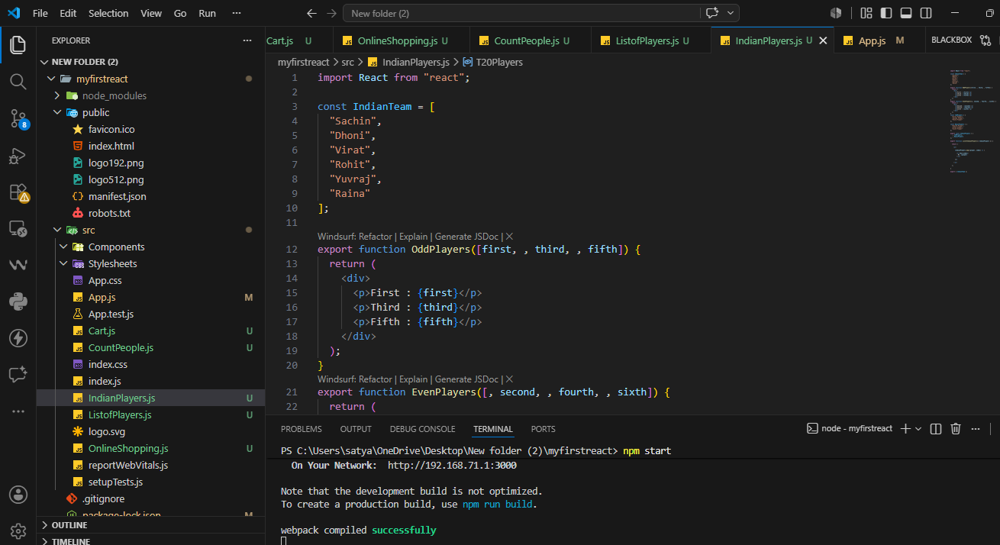 File Edit Selection View Go Run ··· New folder (2)
EXPLORER ···
NEW FOLDER (2)
myfirstreact
node_modules
public
favicon.ico
index.html
logo192.png
logo512.png
manifest.json
robots.txt
src
Components
Stylesheets
App.css
App.js M
App.test.js
Cart.js U
CountPeople.js U
index.css
index.js
IndianPlayers.js U
ListofPlayers.js U
logo.svg
OnlineShopping.js U
reportWebVitals.js
setupTests.js
.gitignore
package-lock.json M
OUTLINE
TIMELINE
8
Cart.js U OnlineShopping.js U CountPeople.js U ListofPlayers.js U IndianPlayers.js U App.js M BLACKBOX
myfirstreact > src > IndianPlayers.js > T20Players
1 import React from "react";
2
3 const IndianTeam = [
4 "Sachin",
5 "Dhoni",
6 "Virat",
7 "Rohit",
8 "Yuvraj",
9 "Raina"
10 ];
11
Windsurf: Refactor | Explain | Generate JSDoc | X
12 export function OddPlayers([first, , third, , fifth]) {
13 return (
14 <div>
15 <p>First : {first}</p>
16 <p>Third : {third}</p>
17 <p>Fifth : {fifth}</p>
18 </div>
19 );
20 }
Windsurf: Refactor | Explain | Generate JSDoc | X
21 export function EvenPlayers([, second, , fourth, , sixth]) {
22 return (
PROBLEMS OUTPUT DEBUG CONSOLE TERMINAL PORTS node - myfirstreact
PS C:\Users\satya\OneDrive\Desktop\New folder (2)\myfirstreact> npm start
On Your Network: http://192.168.71.1:3000
Note that the development build is not optimized.
To create a production build, use npm run build.
webpack compiled successfully